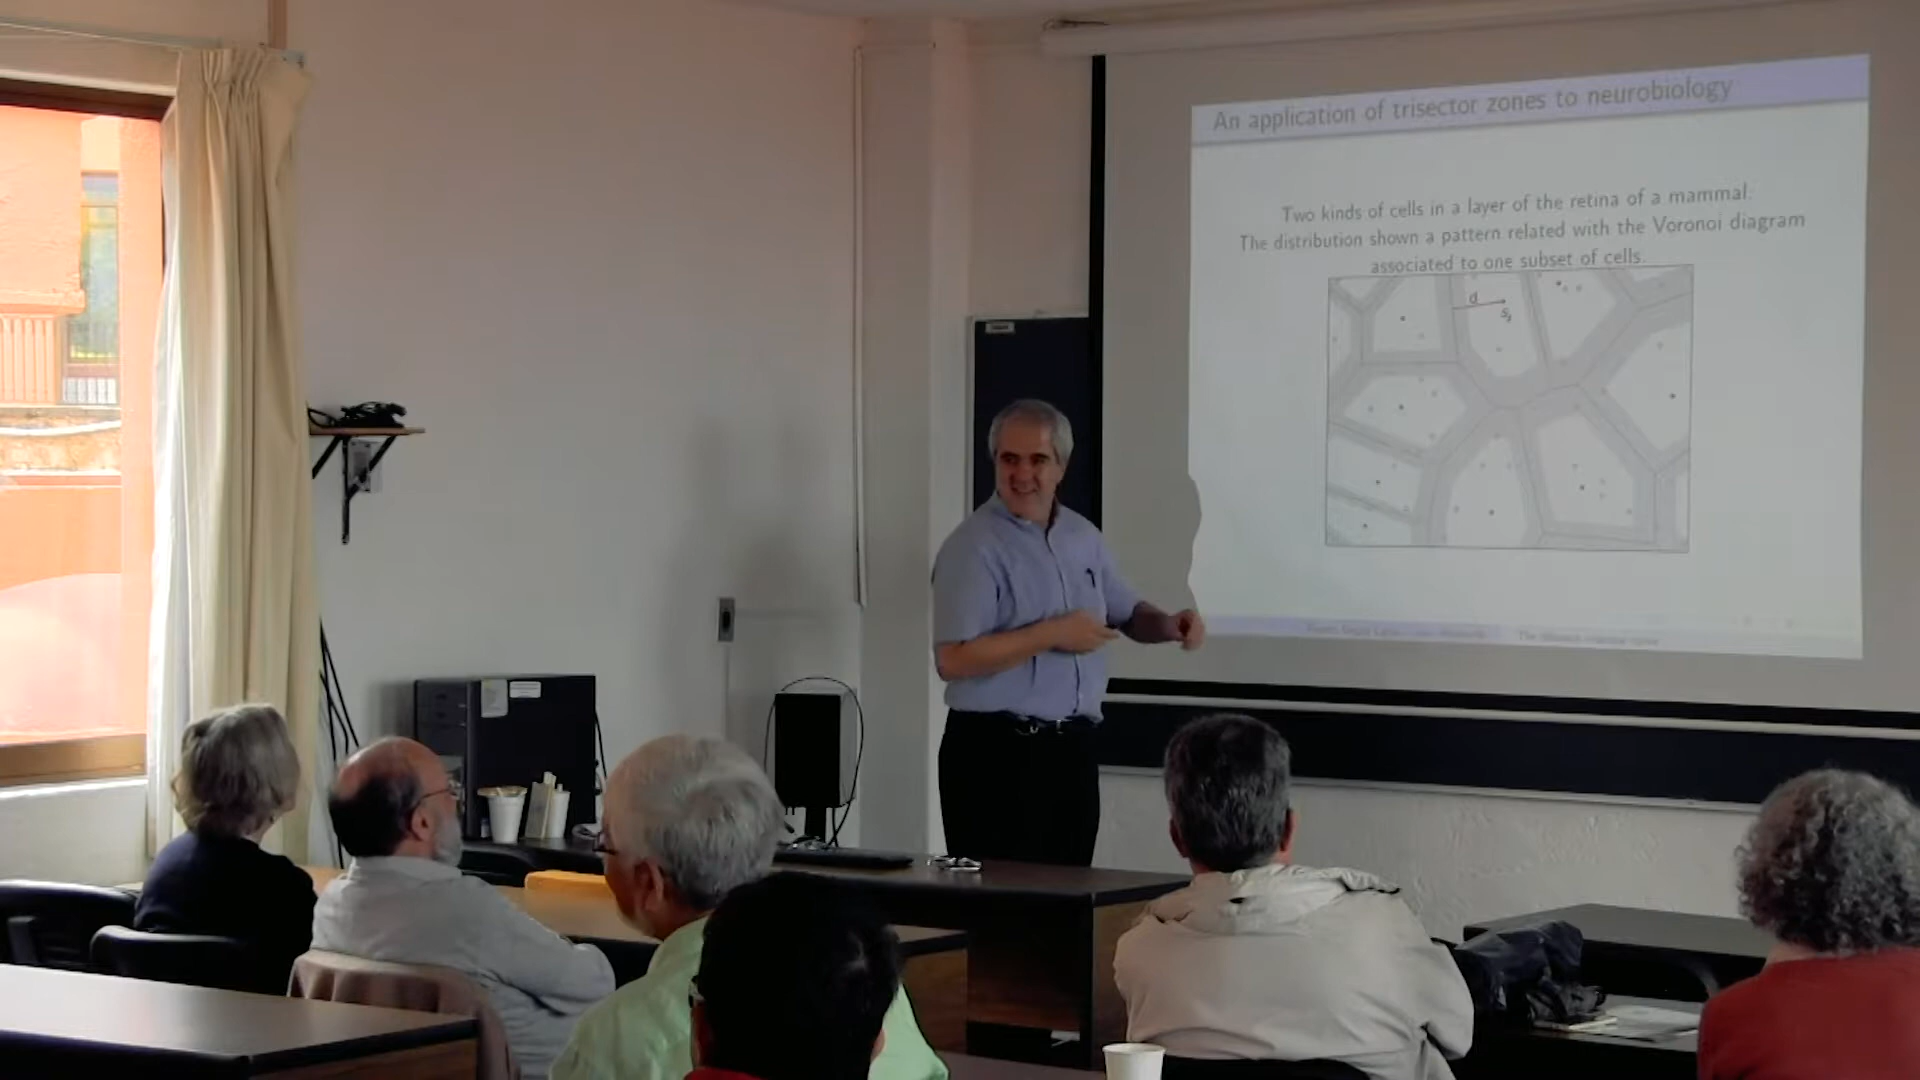 An application of trisector zones to neurobiology
Two kinds of cells in a layer of the retina of a mammal.
The distribution shown a pattern related with the Voronoi diagram
associated to one subset of cells.
d